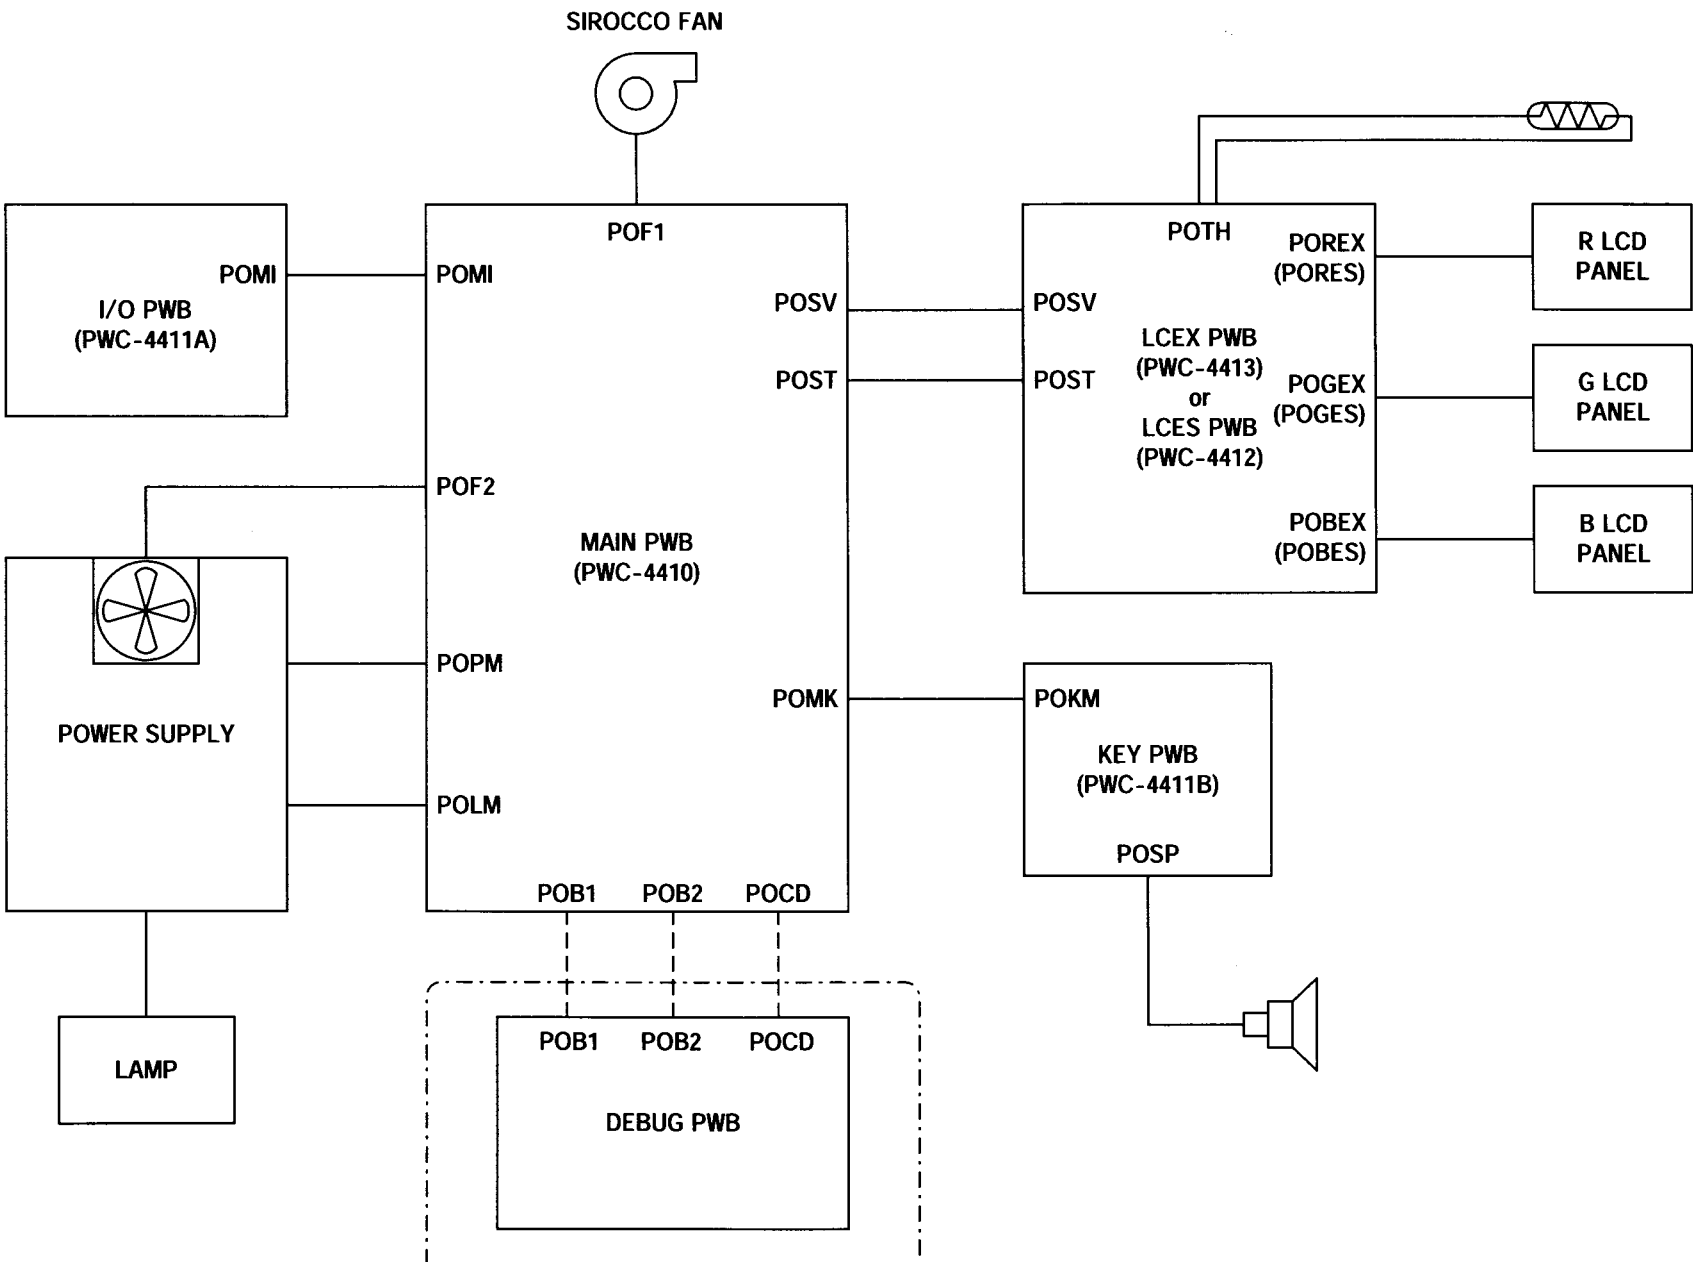 SIROCCO FAN
POF1
POTH
POREX
(PORES)
R LCD
PANEL
POMI
POMI
I/O PWB
(PWC-4411A)
POSV
POSV
POST
POST
LCEX PWB
(PWC-4413)
or
LCES PWB
(PWC-4412)
POGEX
(POGES)
G LCD
PANEL
POF2
MAIN PWB
(PWC-4410)
POBEX
(POBES)
B LCD
PANEL
POPM
POWER SUPPLY
POLM
POMK
POKM
KEY PWB
(PWC-4411B)
POSP
POB1 POB2 POCD
POB1 POB2 POCD
LAMP
DEBUG PWB